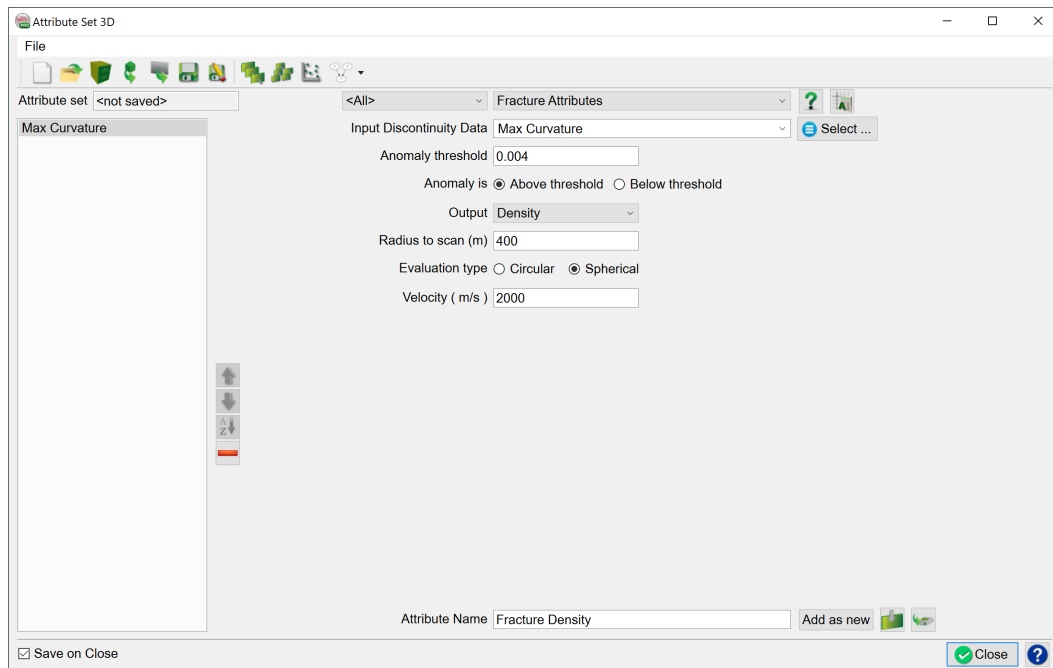 Attribute Set 3D
File
Attribute set <not saved> <All> Fracture Attributes
Max Curvature
Input Discontinuity Data Max Curvature Select ...
Anomaly threshold 0.004
Anomaly is Above threshold Below threshold
Output Density
Radius to scan (m) 400
Evaluation type Circular Spherical
Velocity ( m/s ) 2000
A
Z
Attribute Name Fracture Density Add as new
Save on Close Close ?